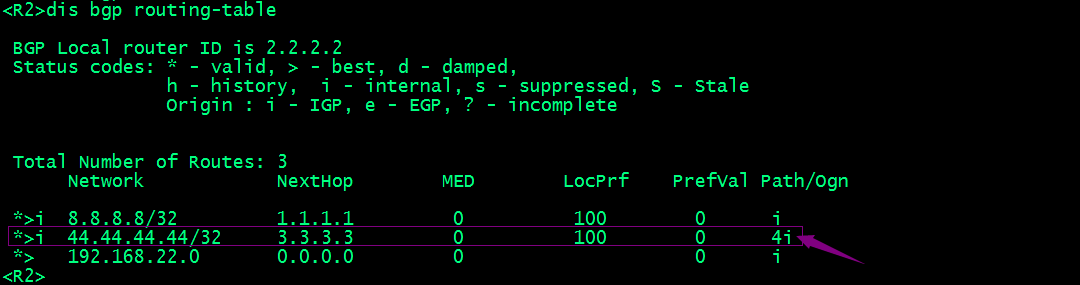 <R2>dis bgp routing-table
BGP Local router ID is 2.2.2.2
Status codes: * - valid, > - best, d - damped,
h - history,  i - internal, s - suppressed, S - Stale
Origin : i - IGP, e - EGP, ? - incomplete
Total Number of Routes: 3
Network            NextHop        MED        LocPrf    PrefVal Path/Ogn
*>i  8.8.8.8/32         1.1.1.1         0          100        0      i
*>i  44.44.44.44/32     3.3.3.3         0          100        0      4i
*>   192.168.22.0       0.0.0.0         0                     0      i
<R2>